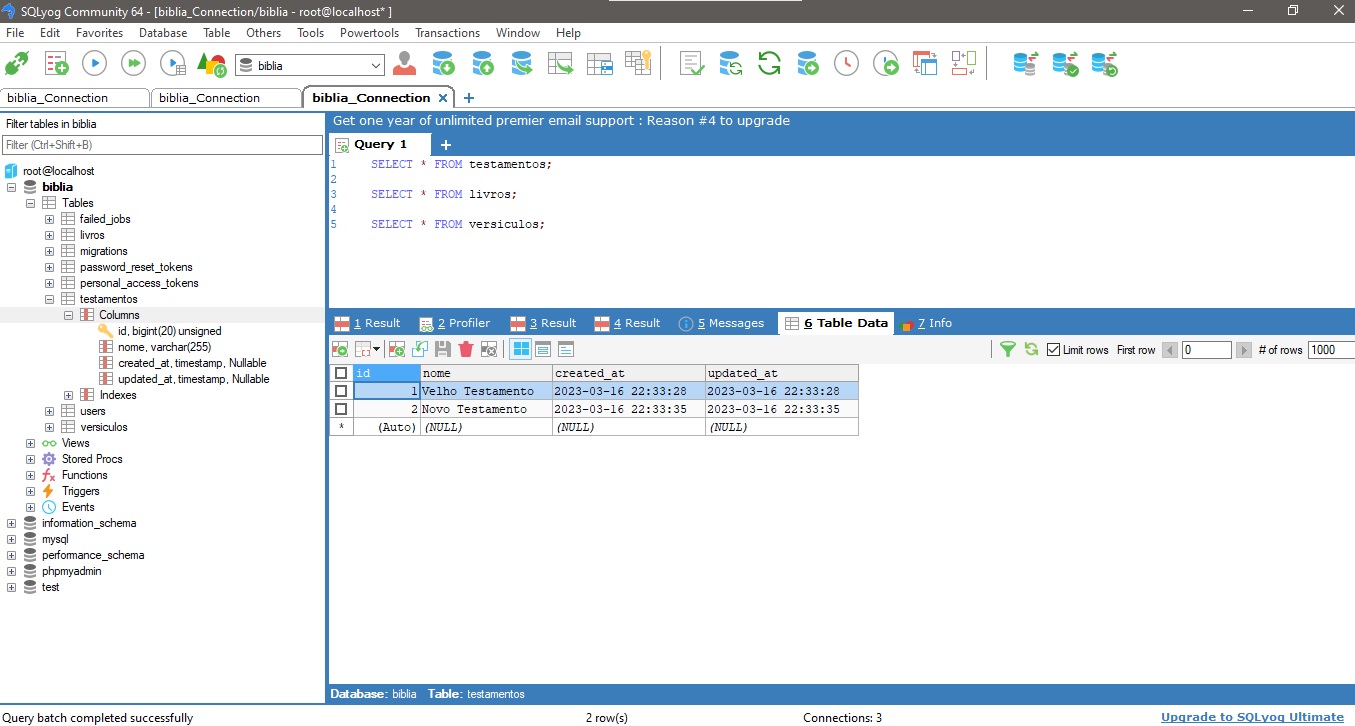 SQLyog Community 64 - [biblia_Connection/biblia - root@localhost* ]
File Edit Favorites Database Table Others Tools Powertools Transactions Window Help
biblia
biblia_Connection biblia_Connection biblia_Connection
Filter tables in biblia
Filter (Ctrl+Shift+B)
root@localhost
biblia
Tables
failed_jobs
livros
migrations
password_reset_tokens
personal_access_tokens
testamentos
Columns
id, bigint(20) unsigned
nome, varchar(255)
created_at, timestamp, Nullable
updated_at, timestamp, Nullable
Indexes
users
versiculos
Views
Stored Procs
Functions
Triggers
Events
information_schema
mysql
performance_schema
phpmyadmin
test
Get one year of unlimited premier email support : Reason #4 to upgrade
Query 1
1 SELECT * FROM testamentos;
2
3 SELECT * FROM livros;
4
5 SELECT * FROM versiculos;
1 Result 2 Profiler 3 Result 4 Result 5 Messages 6 Table Data 7 Info
Limit rows First row 0 # of rows 1000
id nome created_at updated_at
1 Velho Testamento 2023-03-16 22:33:28 2023-03-16 22:33:28
2 Novo Testamento 2023-03-16 22:33:35 2023-03-16 22:33:35
* (Auto) (NULL) (NULL) (NULL)
Database: biblia Table: testamentos
Query batch completed successfully 2 row(s) Connections: 3 Upgrade to SQLyog Ultimate